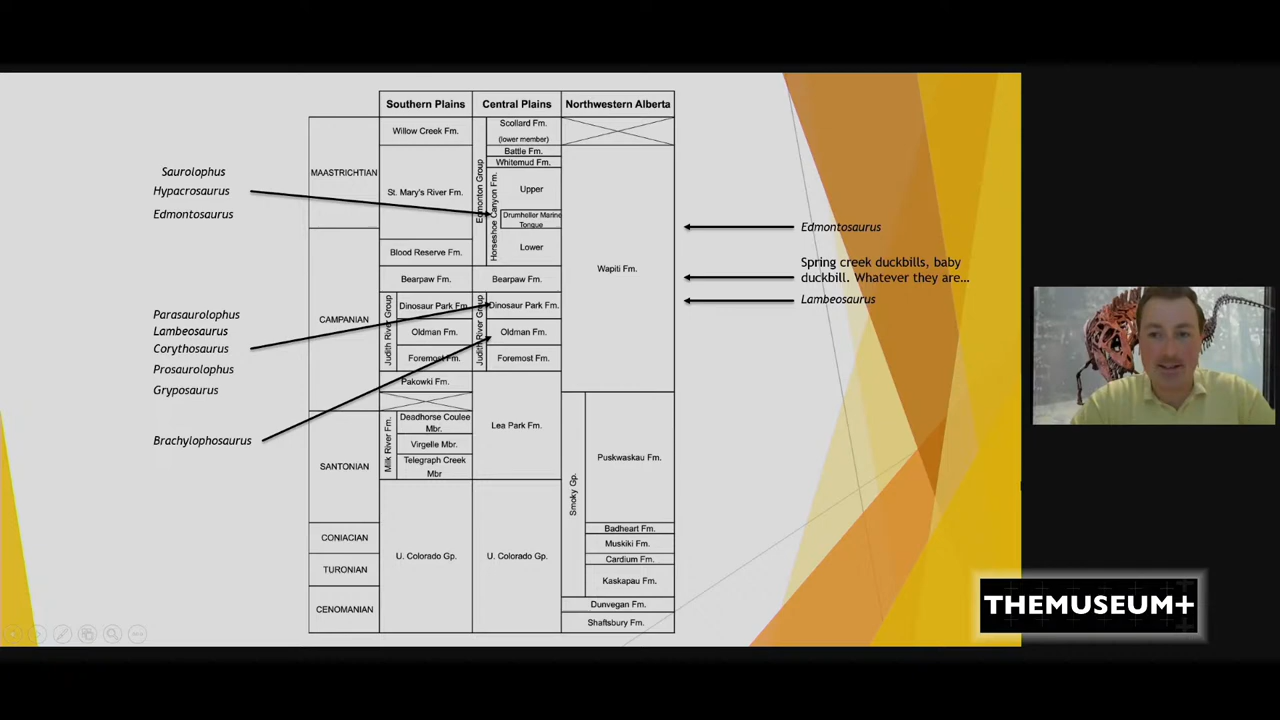 Southern Plains
Central Plains
Northwestern Alberta
MAASTRICHTIAN
CAMPANIAN
SANTONIAN
CONIACIAN
TURONIAN
CENOMANIAN
Willow Creek Fm.
St. Mary's River Fm.
Blood Reserve Fm.
Bearpaw Fm.
Judith River Group
Dinosaur Park Fm.
Oldman Fm.
Foremost Fm.
Pakowki Fm.
Milk River Fm.
Deadhorse Coulee
Mbr.
Virgelle Mbr.
Telegraph Creek
Mbr
U. Colorado Gp.
Edmonton Group
Scollard Fm.
(lower member)
Battle Fm.
Whitemud Fm.
Horseshoe Canyon Fm.
Upper
Drumheller Marine
Tongue
Lower
Bearpaw Fm.
Judith River Group
Dinosaur Park Fm.
Oldman Fm.
Foremost Fm.
Lea Park Fm.
U. Colorado Gp.
Wapiti Fm.
Smoky Gp.
Puskwaskau Fm.
Badheart Fm.
Muskiki Fm.
Cardium Fm.
Kaskapau Fm.
Dunvegan Fm.
Shaftsbury Fm.
Saurolophus
Hypacrosaurus
Edmontosaurus
Parasaurolophus
Lambeosaurus
Corythosaurus
Prosaurolophus
Gryposaurus
Brachylophosaurus
Edmontosaurus
Spring creek duckbills, baby
duckbill. Whatever they are…
Lambeosaurus
THEMUSEUM+